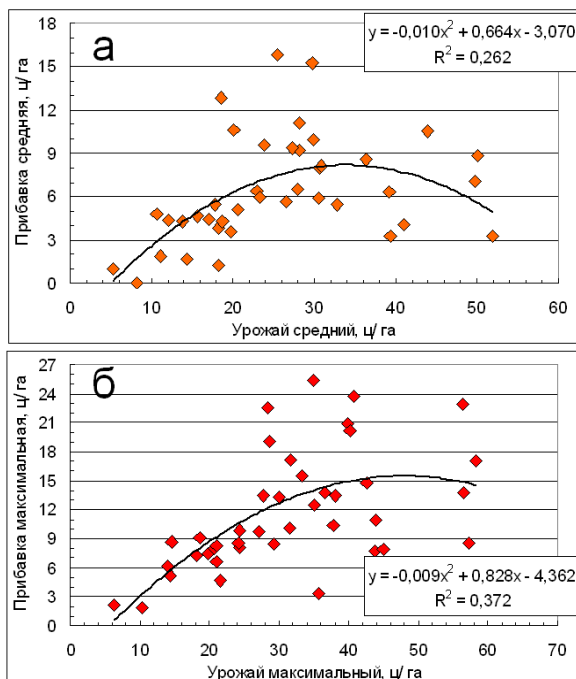 а
y = -0,010x² + 0,664x - 3,070
R² = 0,262
Прибавка средняя, ц/ га
18
15
12
9
6
3
0
0 10 20 30 40 50 60
Урожай средний, ц/ га
б
Прибавка максимальная, ц/ га
27
24
21
18
15
12
9
6
3
0
y = -0,009x² + 0,828x - 4,362
R² = 0,372
0 10 20 30 40 50 60 70
Урожай максимальный, ц/ га